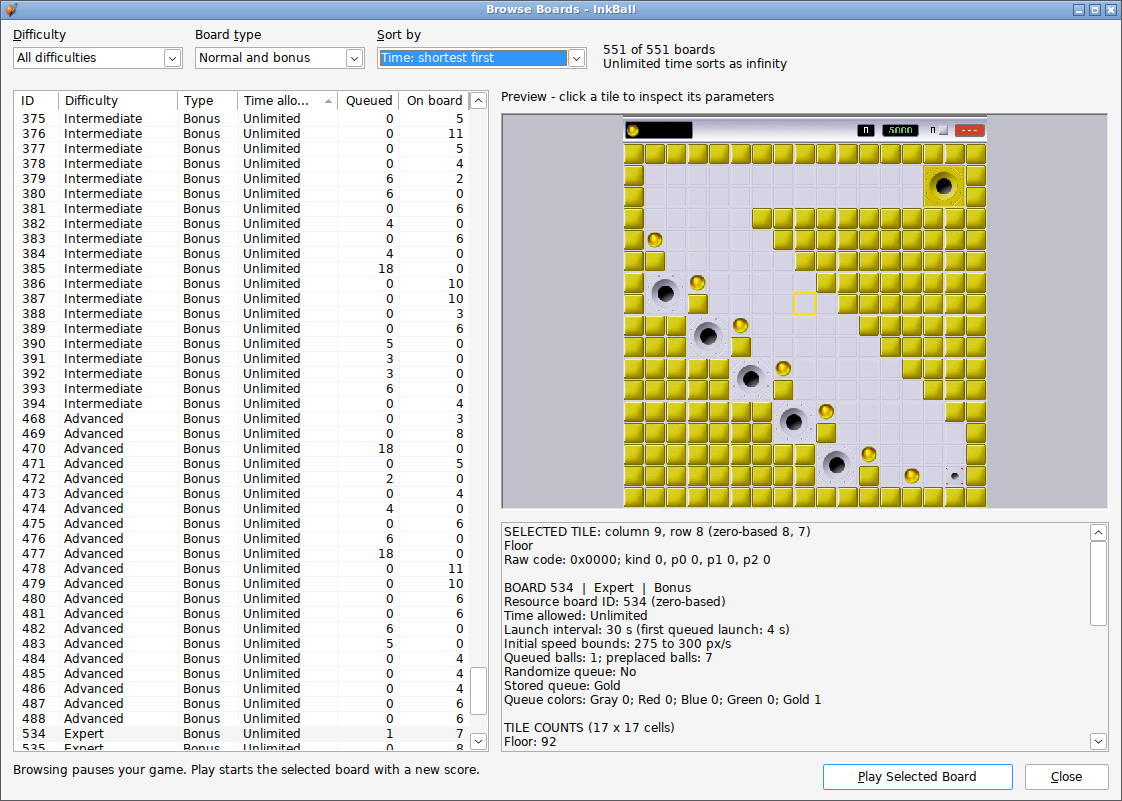 Browse Boards - InkBall
Difficulty Board type Sort by
All difficulties Normal and bonus Time: shortest first
551 of 551 boards
Unlimited time sorts as infinity
Preview - click a tile to inspect its parameters
ID Difficulty Type Time allo... Queued On board
375 Intermediate Bonus Unlimited 0 5
376 Intermediate Bonus Unlimited 0 11
377 Intermediate Bonus Unlimited 0 5
378 Intermediate Bonus Unlimited 0 4
379 Intermediate Bonus Unlimited 6 2
380 Intermediate Bonus Unlimited 6 0
381 Intermediate Bonus Unlimited 0 6
382 Intermediate Bonus Unlimited 4 0
383 Intermediate Bonus Unlimited 0 6
384 Intermediate Bonus Unlimited 4 0
385 Intermediate Bonus Unlimited 18 0
386 Intermediate Bonus Unlimited 0 10
387 Intermediate Bonus Unlimited 0 10
388 Intermediate Bonus Unlimited 0 3
389 Intermediate Bonus Unlimited 0 6
390 Intermediate Bonus Unlimited 5 0
391 Intermediate Bonus Unlimited 3 0
392 Intermediate Bonus Unlimited 3 0
393 Intermediate Bonus Unlimited 6 0
394 Intermediate Bonus Unlimited 0 4
468 Advanced Bonus Unlimited 0 3
469 Advanced Bonus Unlimited 0 8
470 Advanced Bonus Unlimited 18 0
471 Advanced Bonus Unlimited 0 5
472 Advanced Bonus Unlimited 2 0
473 Advanced Bonus Unlimited 0 4
474 Advanced Bonus Unlimited 4 0
475 Advanced Bonus Unlimited 0 6
476 Advanced Bonus Unlimited 6 0
477 Advanced Bonus Unlimited 18 0
478 Advanced Bonus Unlimited 0 11
479 Advanced Bonus Unlimited 0 10
480 Advanced Bonus Unlimited 0 6
481 Advanced Bonus Unlimited 0 6
482 Advanced Bonus Unlimited 6 0
483 Advanced Bonus Unlimited 5 0
484 Advanced Bonus Unlimited 0 4
485 Advanced Bonus Unlimited 0 4
486 Advanced Bonus Unlimited 0 4
487 Advanced Bonus Unlimited 0 6
488 Advanced Bonus Unlimited 0 6
534 Expert Bonus Unlimited 1 7
535 Expert Bonus Unlimited 0 8
0 5000 0 ---
SELECTED TILE: column 9, row 8 (zero-based 8, 7)
Floor
Raw code: 0x0000; kind 0, p0 0, p1 0, p2 0
BOARD 534 | Expert | Bonus
Resource board ID: 534 (zero-based)
Time allowed: Unlimited
Launch interval: 30 s (first queued launch: 4 s)
Initial speed bounds: 275 to 300 px/s
Queued balls: 1; preplaced balls: 7
Randomize queue: No
Stored queue: Gold
Queue colors: Gray 0; Red 0; Blue 0; Green 0; Gold 1
TILE COUNTS (17 x 17 cells)
Floor: 92
Browsing pauses your game. Play starts the selected board with a new score.
Play Selected Board Close